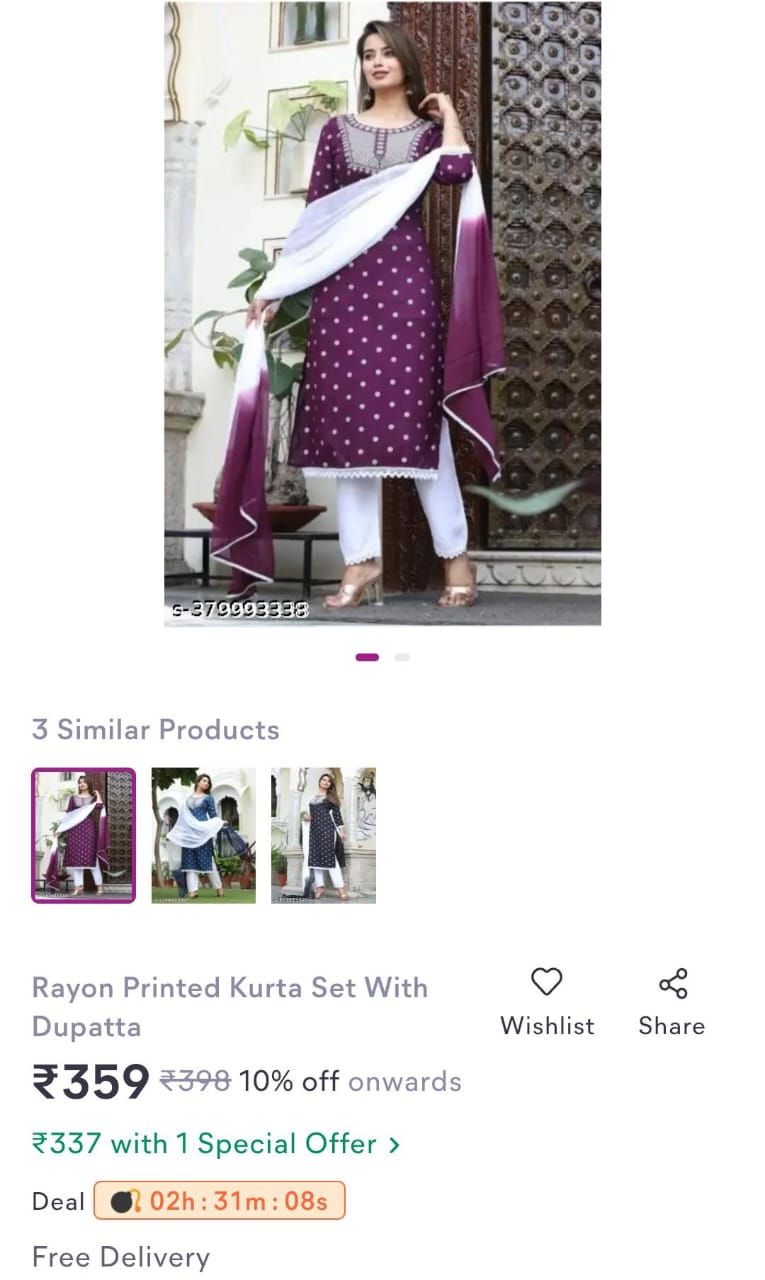 s-379993338
3 Similar Products
Rayon Printed Kurta Set With
Dupatta
Wishlist
Share
₹359 ₹398 10% off onwards
₹337 with 1 Special Offer >
Deal 02h : 31m : 08s
Free Delivery